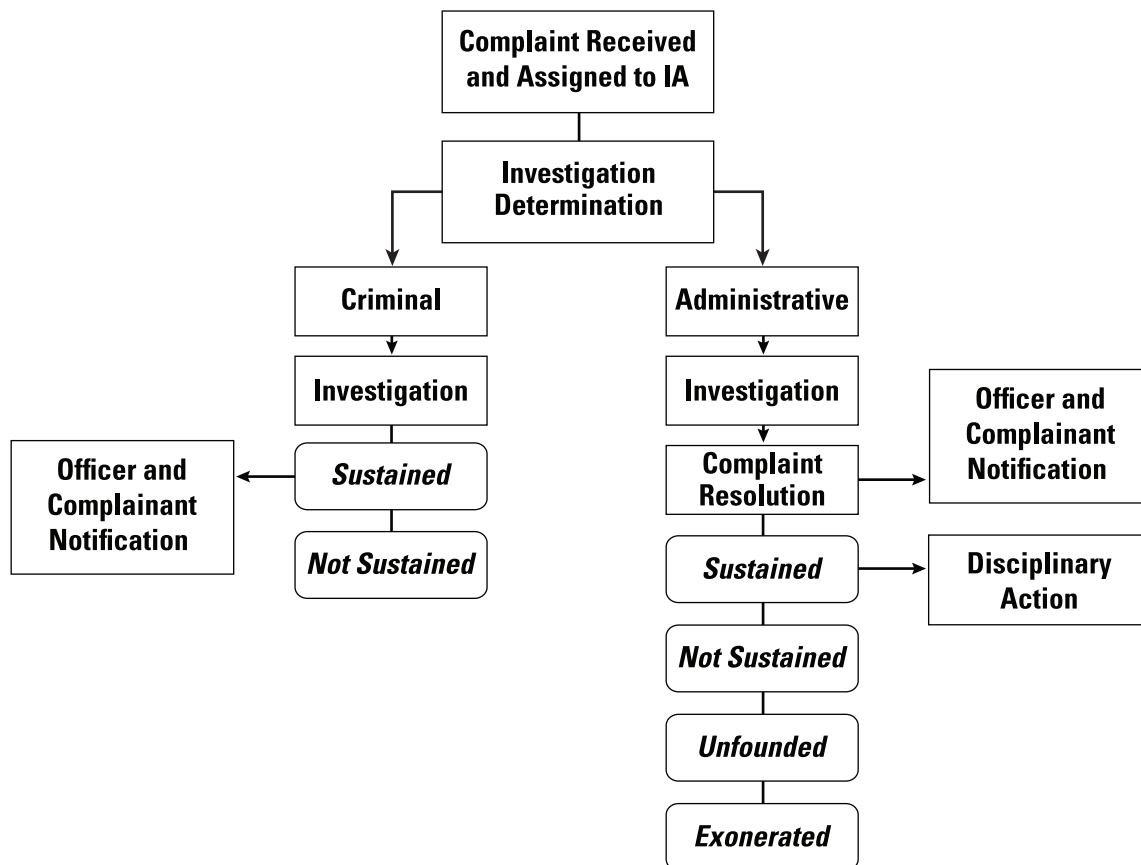 Complaint Received
and Assigned to IA
Investigation
Determination
Criminal
Administrative
Investigation
Investigation
Officer and
Complainant
Notification
Officer and
Complainant
Notification
Sustained
Complaint
Resolution
Not Sustained
Sustained
Disciplinary
Action
Not Sustained
Unfounded
Exonerated